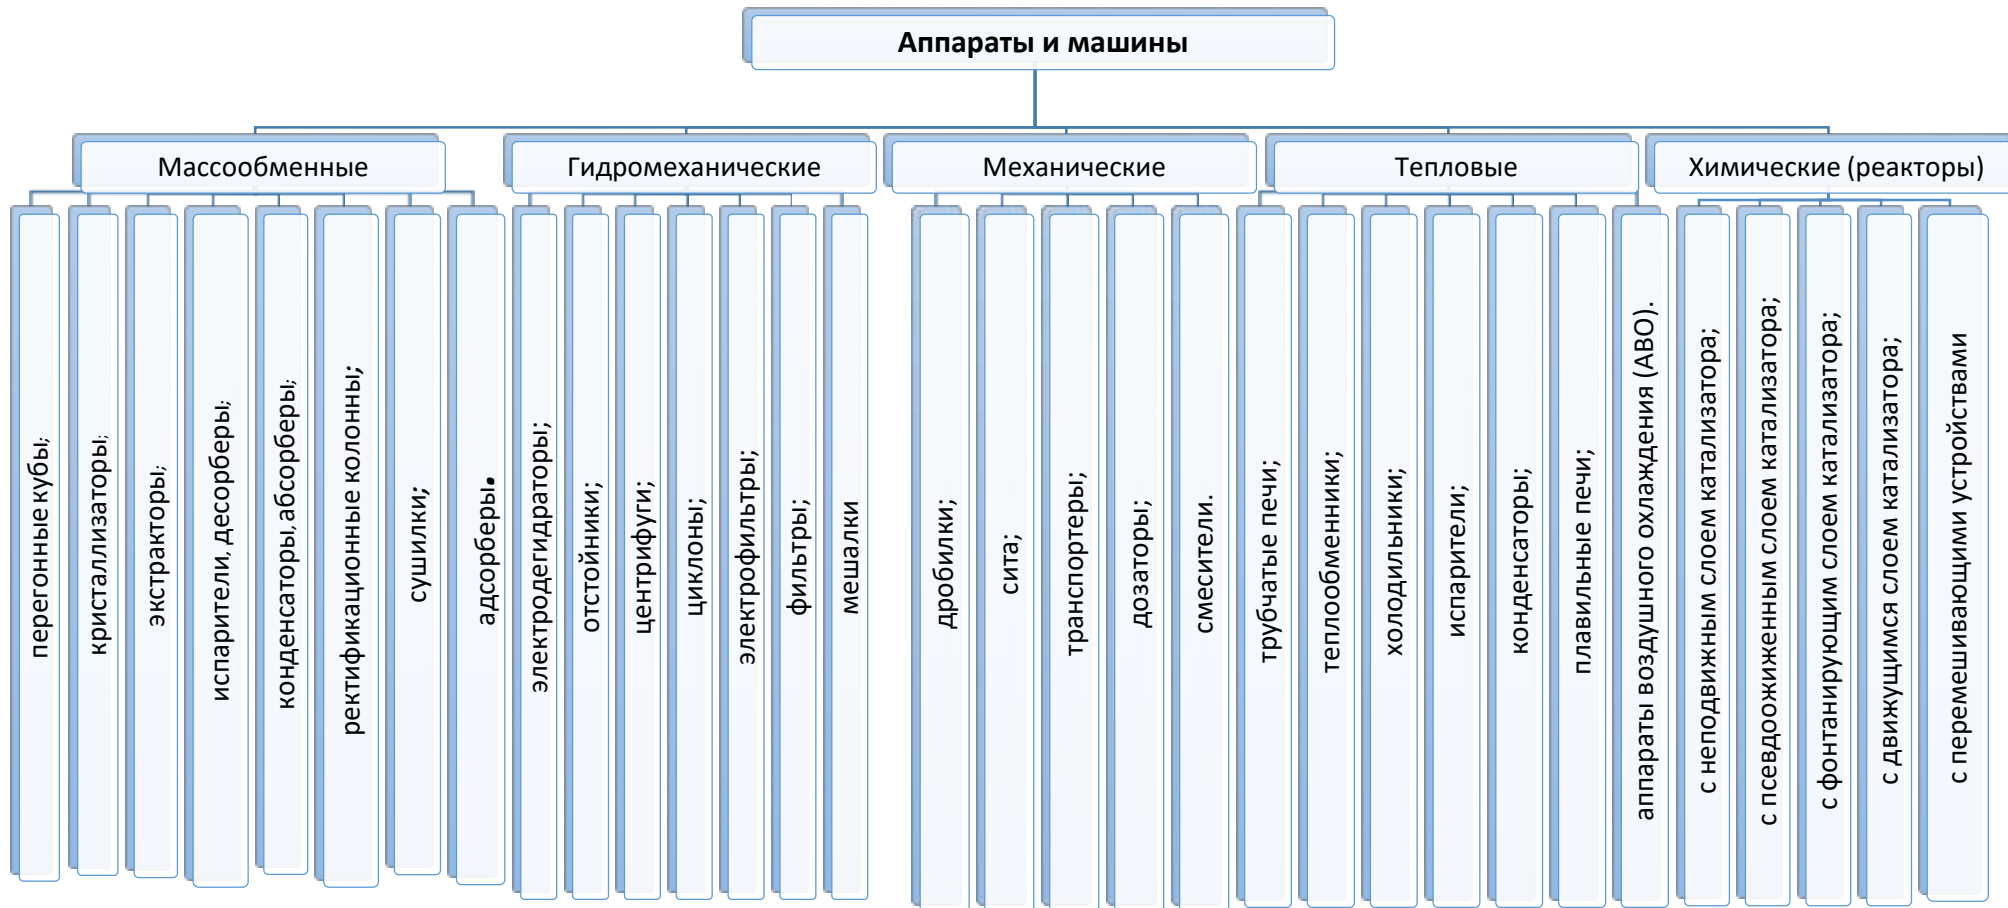 Аппараты и машины
Массообменные
перегонные кубы;
кристаллизаторы;
экстракторы;
испарители, десорберы;
конденсаторы, абсорберы;
ректификационные колонны;
сушилки;
адсорберы.
Гидромеханические
электродегидраторы;
отстойники;
центрифуги;
циклоны;
электрофильтры;
фильтры;
мешалки
Механические
дробилки;
сита;
транспортеры;
дозаторы;
смесители.
Тепловые
трубчатые печи;
теплообменники;
холодильники;
испарители;
конденсаторы;
плавильные печи;
аппараты воздушного охлаждения (АВО).
Химические (реакторы)
с неподвижным слоем катализатора;
с псевдоожиженным слоем катализатора;
с фонтанирующим слоем катализатора;
с движущимся слоем катализатора;
с перемешивающими устройствами